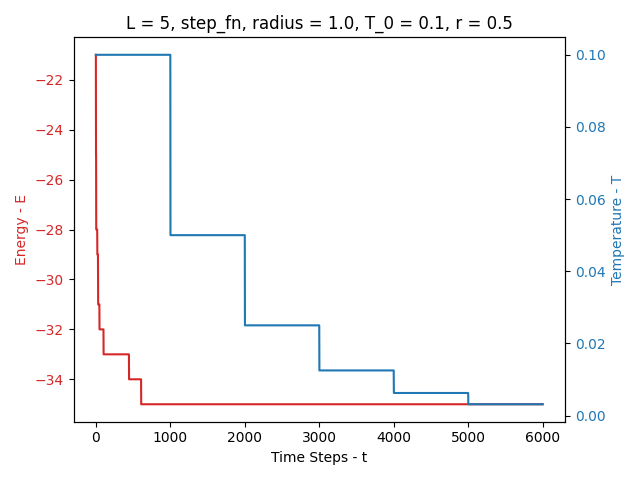 L = 5, step_fn, radius = 1.0, T_0 = 0.1, r = 0.5
Energy - E
−22
−24
−26
−28
−30
−32
−34
0.10
0.08
0.06
0.04
0.02
0.00
Temperature - T
0 1000 2000 3000 4000 5000 6000
Time Steps - t